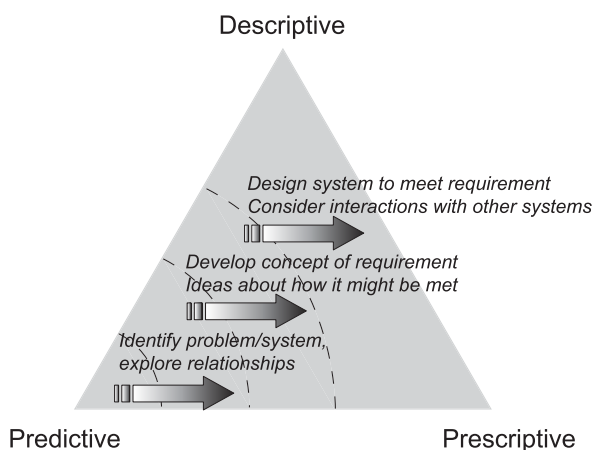 Descriptive
Design system to meet requirement
Consider interactions with other systems
Develop concept of requirement
Ideas about how it might be met
Identify problem/system,
explore relationships
Predictive
Prescriptive